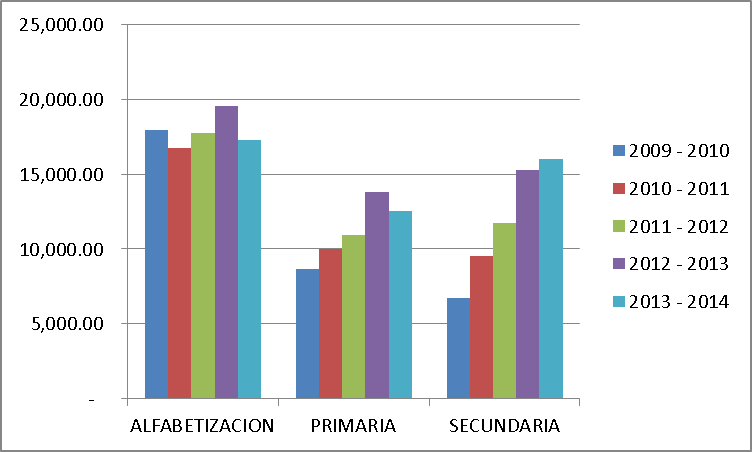 25,000.00
20,000.00
15,000.00
10,000.00
5,000.00
-
ALFABETIZACION PRIMARIA SECUNDARIA
2009 - 2010
2010 - 2011
2011 - 2012
2012 - 2013
2013 - 2014